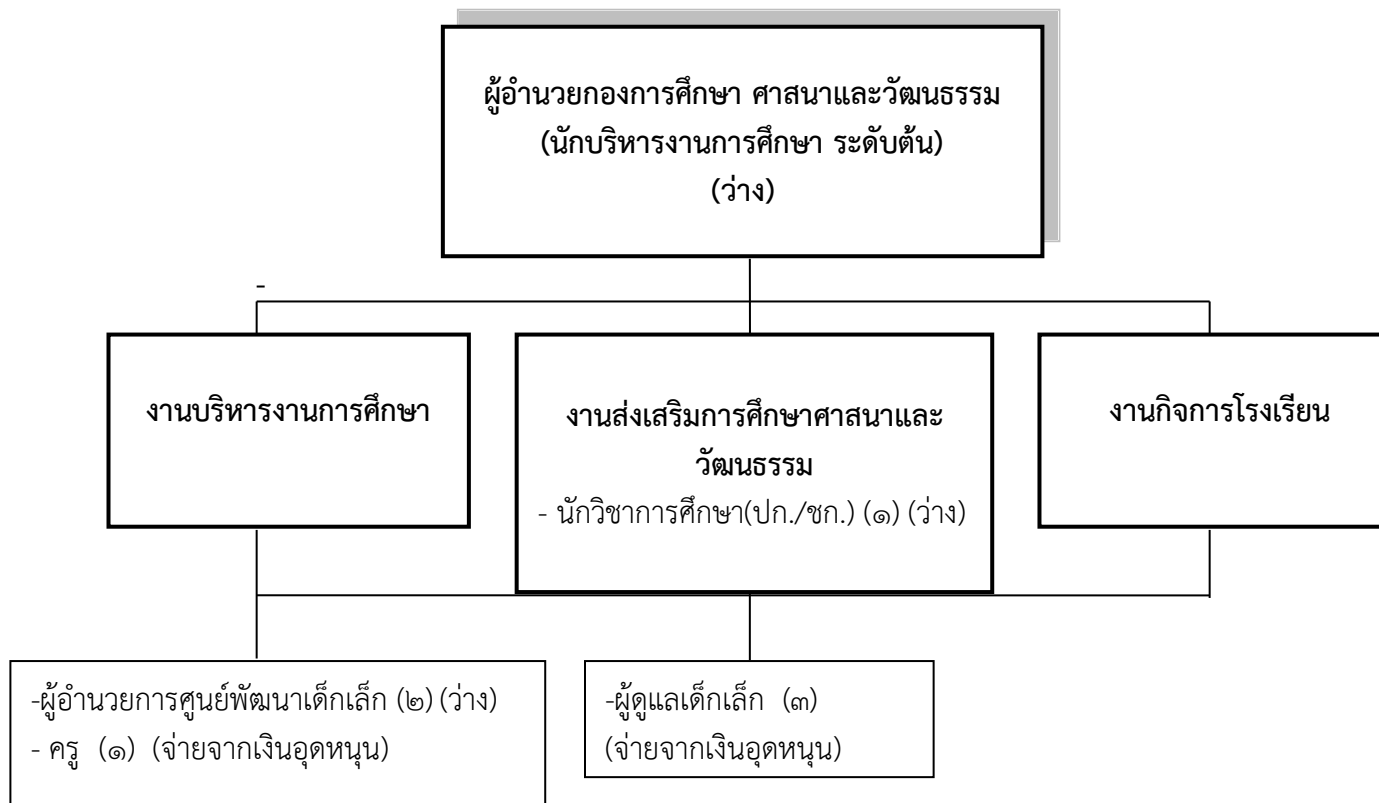 ผู้อำนวยกองการศึกษา ศาสนาและวัฒนธรรม
(นักบริหารงานการศึกษา ระดับต้น)
(ว่าง)
-
งานบริหารงานการศึกษา
งานส่งเสริมการศึกษาศาสนาและ
วัฒนธรรม
- นักวิชาการศึกษา(ปก./ชก.) (๑) (ว่าง)
งานกิจการโรงเรียน
-ผู้อำนวยการศูนย์พัฒนาเด็กเล็ก (๒) (ว่าง)
- ครู (๑) (จ่ายจากเงินอุดหนุน)
-ผู้ดูแลเด็กเล็ก (๓)
(จ่ายจากเงินอุดหนุน)